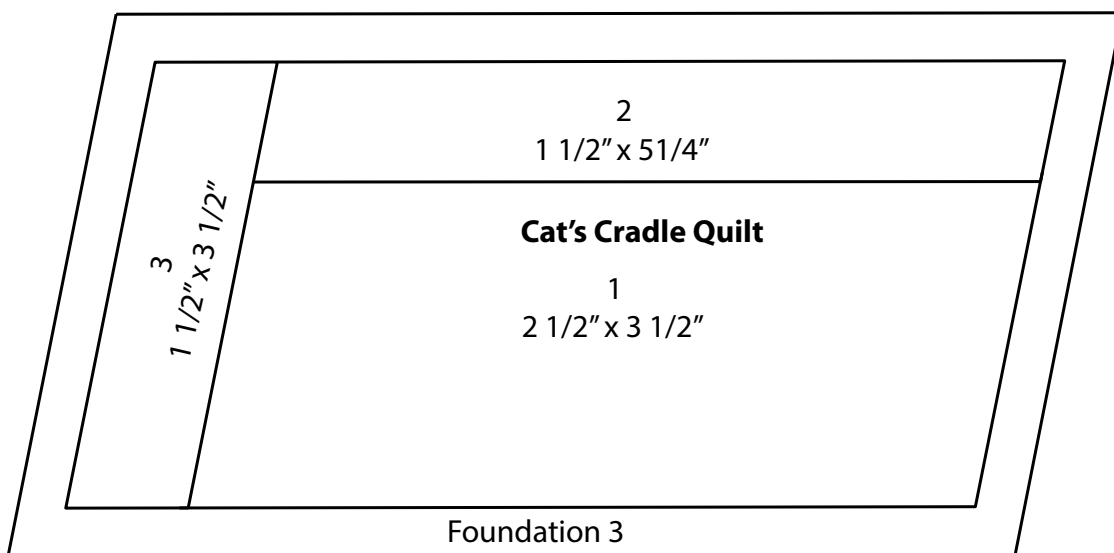 2
1 1/2” x 51/4”
3
1 1/2” x 3 1/2”
Cat’s Cradle Quilt
1
2 1/2” x 3 1/2”
Foundation 3